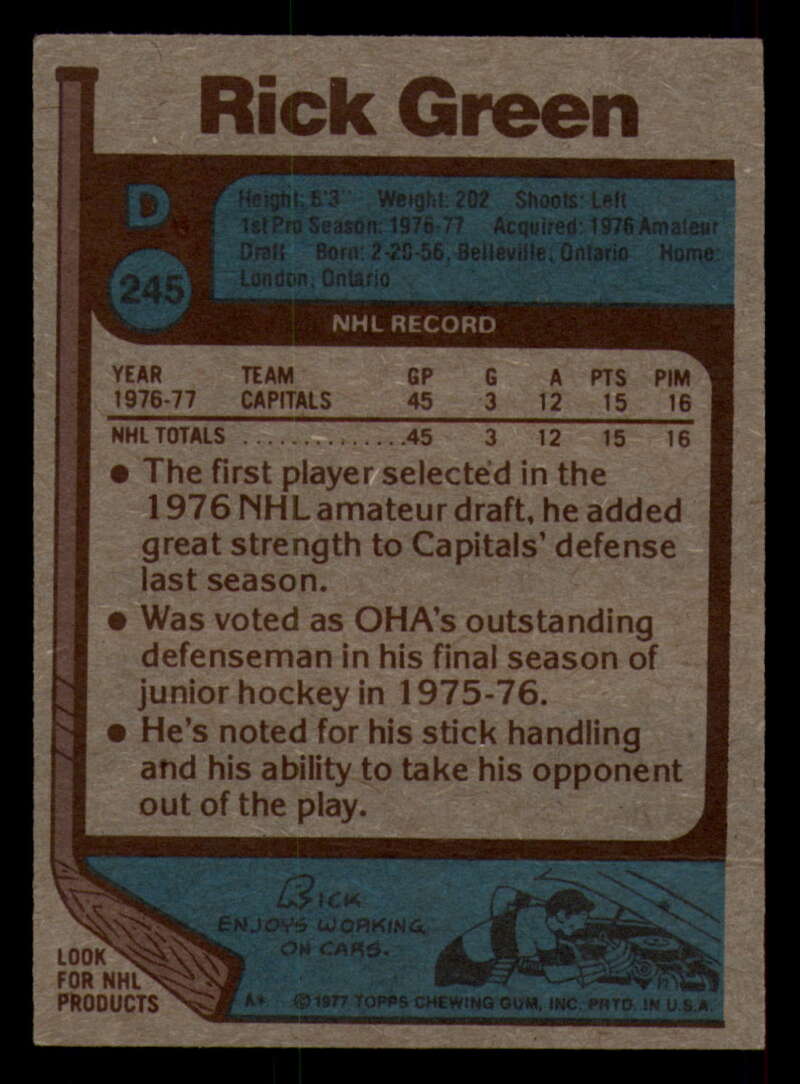 Rick Green
D
245
Height: 6'3" Weight: 202 Shoots: Left
1st Pro Season: 1976-77 Acquired: 1976 Amateur
Draft Born: 2-20-56, Belleville, Ontario Home:
London, Ontario
NHL RECORD
YEAR TEAM GP G A PTS PIM
1976-77 CAPITALS 45 3 12 15 16
NHL TOTALS ...............45 3 12 15 16
● The first player selected in the
1976 NHL amateur draft, he added
great strength to Capitals' defense
last season.
● Was voted as OHA's outstanding
defenseman in his final season of
junior hockey in 1975-76.
● He's noted for his stick handling
and his ability to take his opponent
out of the play.
RICK
ENJOYS WORKING
ON CARS.
LOOK
FOR NHL
PRODUCTS
A* © 1977 TOPPS CHEWING GUM, INC. PRTD. IN U.S.A.